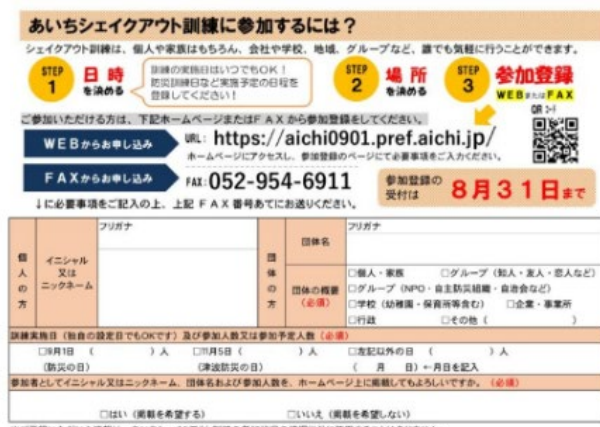 あいちシェイクアウト訓練に参加するには？
シェイクアウト訓練は、個人や家族はもちろん、会社や学校、地域、グループなど、誰でも気軽に行うことができます。
STEP 1 日時を決める
訓練の実施日はいつでもOK！
防災訓練日など実施予定の日程を
登録してください！
STEP 2 場所を決める
STEP 3 参加登録
WEBまたはFAX
QRコード
ご参加いただける方は、下記ホームページまたはＦＡＸから参加登録をしてください。
WEBからお申し込み
URL: https://aichi0901.pref.aichi.jp/
ホームページにアクセスし、参加登録のページにて必要事項をご入力ください。
FAXからお申し込み
FAX: 052-954-6911
参加登録の受付は 8月31日まで
↓に必要事項をご記入の上、上記ＦＡＸ番号あてにお送りください。
個人の方
イニシャル又はニックネーム
フリガナ
団体の方
団体名
フリガナ
団体の概要（必須）
□個人・家族 □グループ（知人・友人・恋人など）
□グループ（NPO・自主防災組織・自治会など）
□学校（幼稚園・保育所等含む） □企業・事業所
□行政 □その他（ ）
訓練実施日（独自の設定日でもOKです）及び参加人数又は参加予定人数（必須）
□9月1日（ ）人 □11月5日（ ）人 □左記以外の日（ ）人
（防災の日） （津波防災の日） （ 月 日）←月日を記入
参加者としてイニシャル又はニックネーム、団体名および参加人数を、ホームページ上に掲載してもよろしいですか。（必須）
□はい（掲載を希望する） □いいえ（掲載を希望しない）